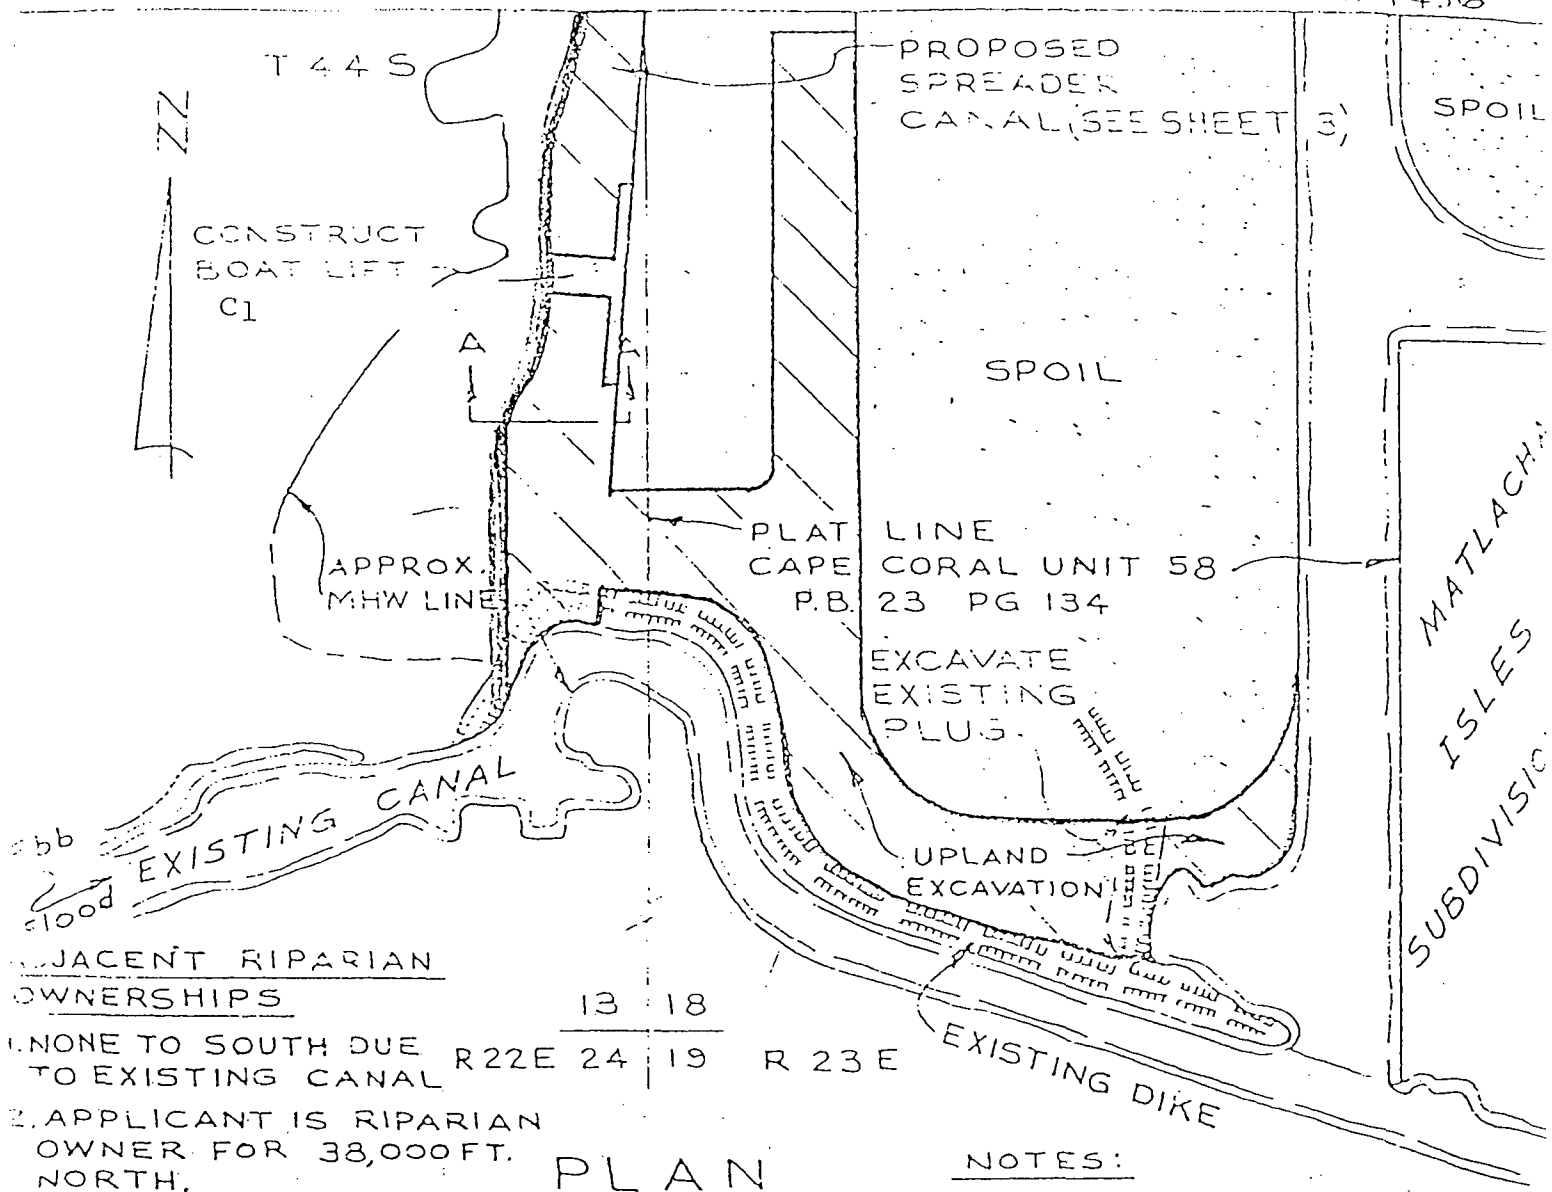 T 44 S
N
PROPOSED
SPREADER
CANAL (SEE SHEET 3)
SPOIL
CONSTRUCT
BOAT LIFT
C1
A
A
SPOIL
PLAT LINE
CAPE CORAL UNIT 58
P.B. 23 PG 134
APPROX.
MHW LINE
EXCAVATE
EXISTING
PLUG.
MATLACHA
ISLES
SUBDIVISION
EXISTING CANAL
ebb
flood
UPLAND
EXCAVATION
EXISTING DIKE
ADJACENT RIPARIAN
OWNERSHIPS
1. NONE TO SOUTH DUE
TO EXISTING CANAL
2. APPLICANT IS RIPARIAN
OWNER FOR 38,000 FT.
NORTH.
13 18
R22E 24 19 R 23 E
PLAN
NOTES: